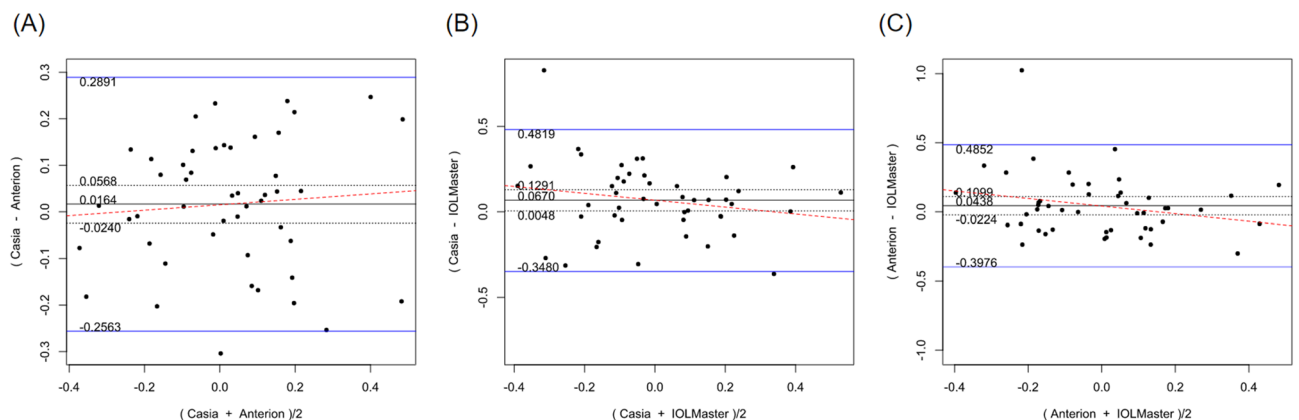 (A)
(B)
(C)
( Casia - Anterion )
0.3
0.2
0.1
0.0
-0.1
-0.2
-0.3
0.2891
0.0568
0.0164
-0.0240
-0.2563
-0.4 -0.2 0.0 0.2 0.4
( Casia + Anterion )/2
( Casia - IOLMaster )
0.5
0.0
-0.5
0.4819
0.1291
0.0670
0.0048
-0.3480
-0.4 -0.2 0.0 0.2 0.4
( Casia + IOLMaster )/2
( Anterion - IOLMaster )
1.0
0.5
0.0
-0.5
-1.0
0.4852
0.1099
0.0438
-0.0224
-0.3976
-0.4 -0.2 0.0 0.2 0.4
( Anterion + IOLMaster )/2